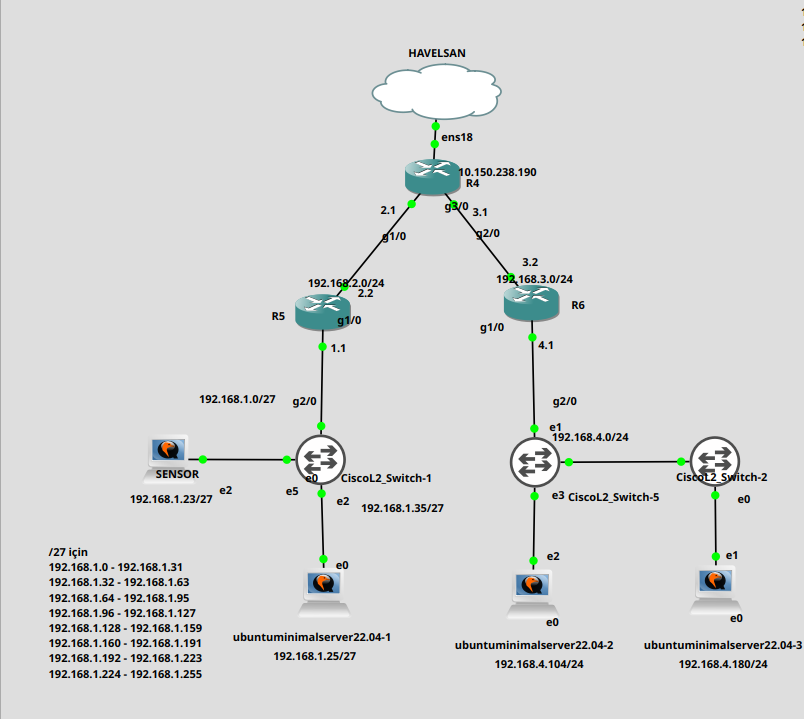 HAVELSAN
ens18
10.150.238.190
R4
2.1
g3/0
3.1
g1/0
g2/0
3.2
192.168.2.0/24
192.168.3.0/24
2.2
R5
g1/0
R6
g1/0
1.1
4.1
192.168.1.0/27
g2/0
g2/0
e1
192.168.4.0/24
SENSOR
e0
CiscoL2_Switch-1
CiscoL2_Switch-2
e2
e5
192.168.1.23/27
e2
192.168.1.35/27
e3
CiscoL2_Switch-5
e0
/27 için
192.168.1.0 - 192.168.1.31
192.168.1.32 - 192.168.1.63
192.168.1.64 - 192.168.1.95
192.168.1.96 - 192.168.1.127
192.168.1.128 - 192.168.1.159
192.168.1.160 - 192.168.1.191
192.168.1.192 - 192.168.1.223
192.168.1.224 - 192.168.1.255
e0
e2
e1
e0
e0
ubuntuminimalserver22.04-1
192.168.1.25/27
ubuntuminimalserver22.04-2
192.168.4.104/24
ubuntuminimalserver22.04-3
192.168.4.180/24